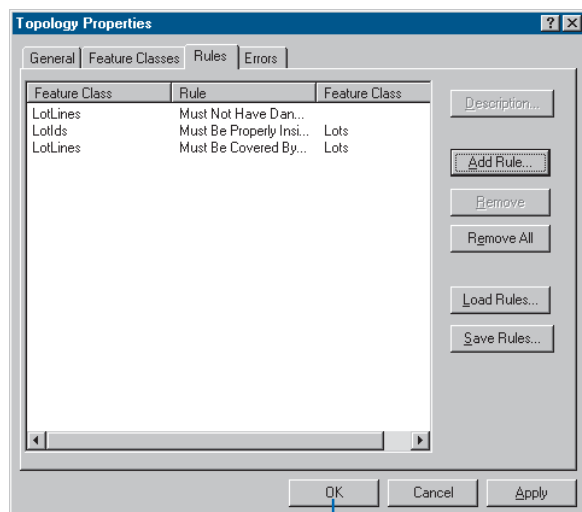 Topology Properties
? X
General Feature Classes Rules Errors
Feature Class Rule Feature Class
LotLines Must Not Have Dan...
LotIds Must Be Properly Insi... Lots
LotLines Must Be Covered By... Lots
Description...
Add Rule...
Remove
Remove All
Load Rules...
Save Rules...
OK Cancel Apply